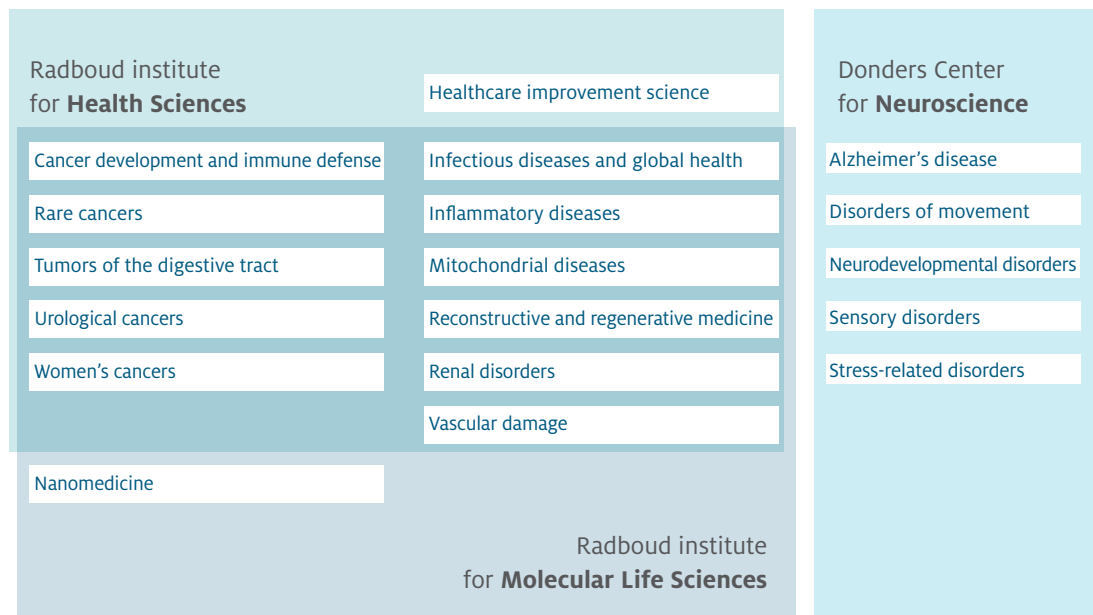 Radboud institute
for Health Sciences
Healthcare improvement science
Cancer development and immune defense
Rare cancers
Tumors of the digestive tract
Urological cancers
Women’s cancers
Infectious diseases and global health
Inflammatory diseases
Mitochondrial diseases
Reconstructive and regenerative medicine
Renal disorders
Vascular damage
Nanomedicine
Radboud institute
for Molecular Life Sciences
Donders Center
for Neuroscience
Alzheimer’s disease
Disorders of movement
Neurodevelopmental disorders
Sensory disorders
Stress-related disorders